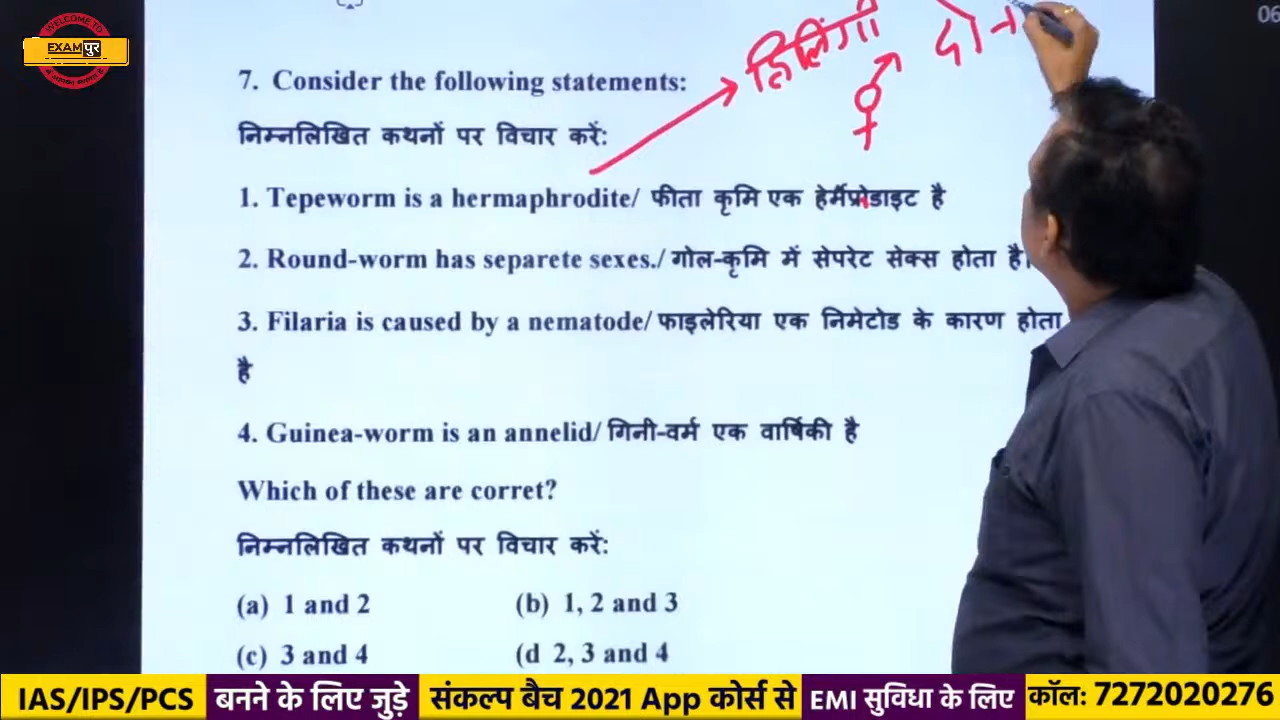 WELCOME TO
EXAMपुर
06
द्विलिंगी
7. Consider the following statements:
निम्नलिखित कथनों पर विचार करें:
1. Tepeworm is a hermaphrodite/ फीता कृमि एक हेर्मैफ्रोडाइट है
2. Round-worm has separete sexes./ गोल-कृमि में सेपरेट सेक्स होता है।
3. Filaria is caused by a nematode/ फाइलेरिया एक निमेटोड के कारण होता
है
4. Guinea-worm is an annelid/ गिनी-वर्म एक वार्षिकी है
Which of these are corret?
निम्नलिखित कथनों पर विचार करें:
(a) 1 and 2 (b) 1, 2 and 3
(c) 3 and 4 (d 2, 3 and 4
IAS/IPS/PCS बनने के लिए जुड़े संकल्प बैच 2021 App कोर्स से EMI सुविधा के लिए कॉल: 7272020276